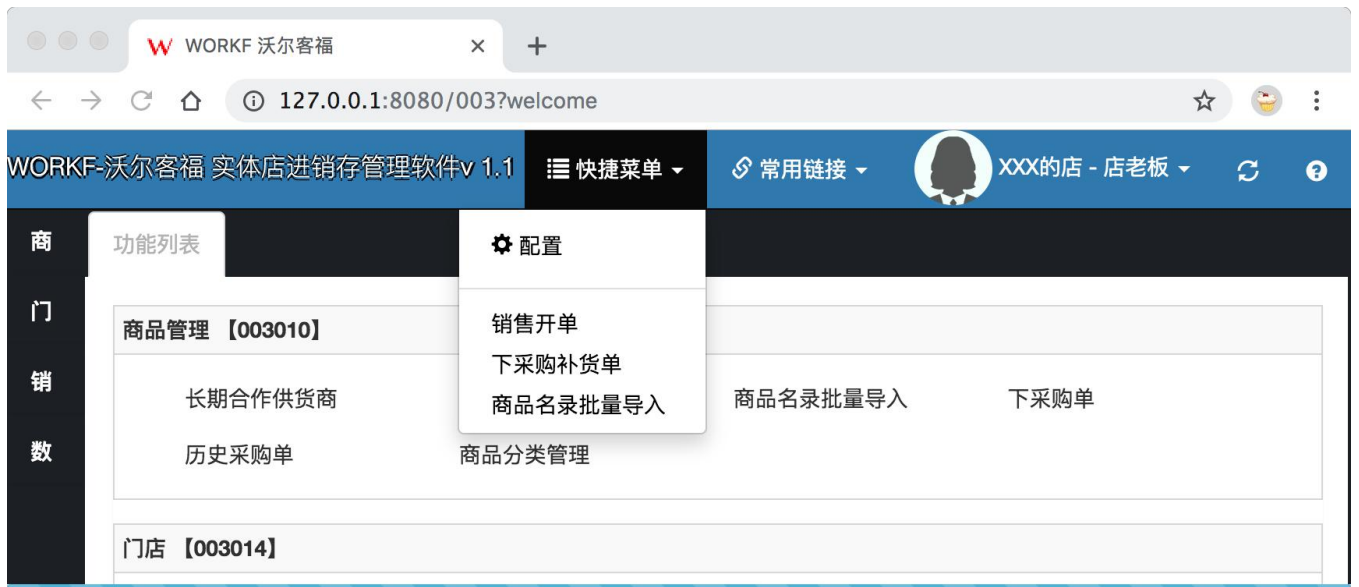 WORKF 沃尔客福
127.0.0.1:8080/003?welcome
WORKF-沃尔客福 实体店进销存管理软件v 1.1 快捷菜单 常用链接 XXX的店 - 店老板
商 功能列表
配置
门
商品管理 【003010】
销售开单
下采购补货单
销
长期合作供货商 商品名录批量导入 商品名录批量导入 下采购单
数
历史采购单 商品分类管理
门店 【003014】